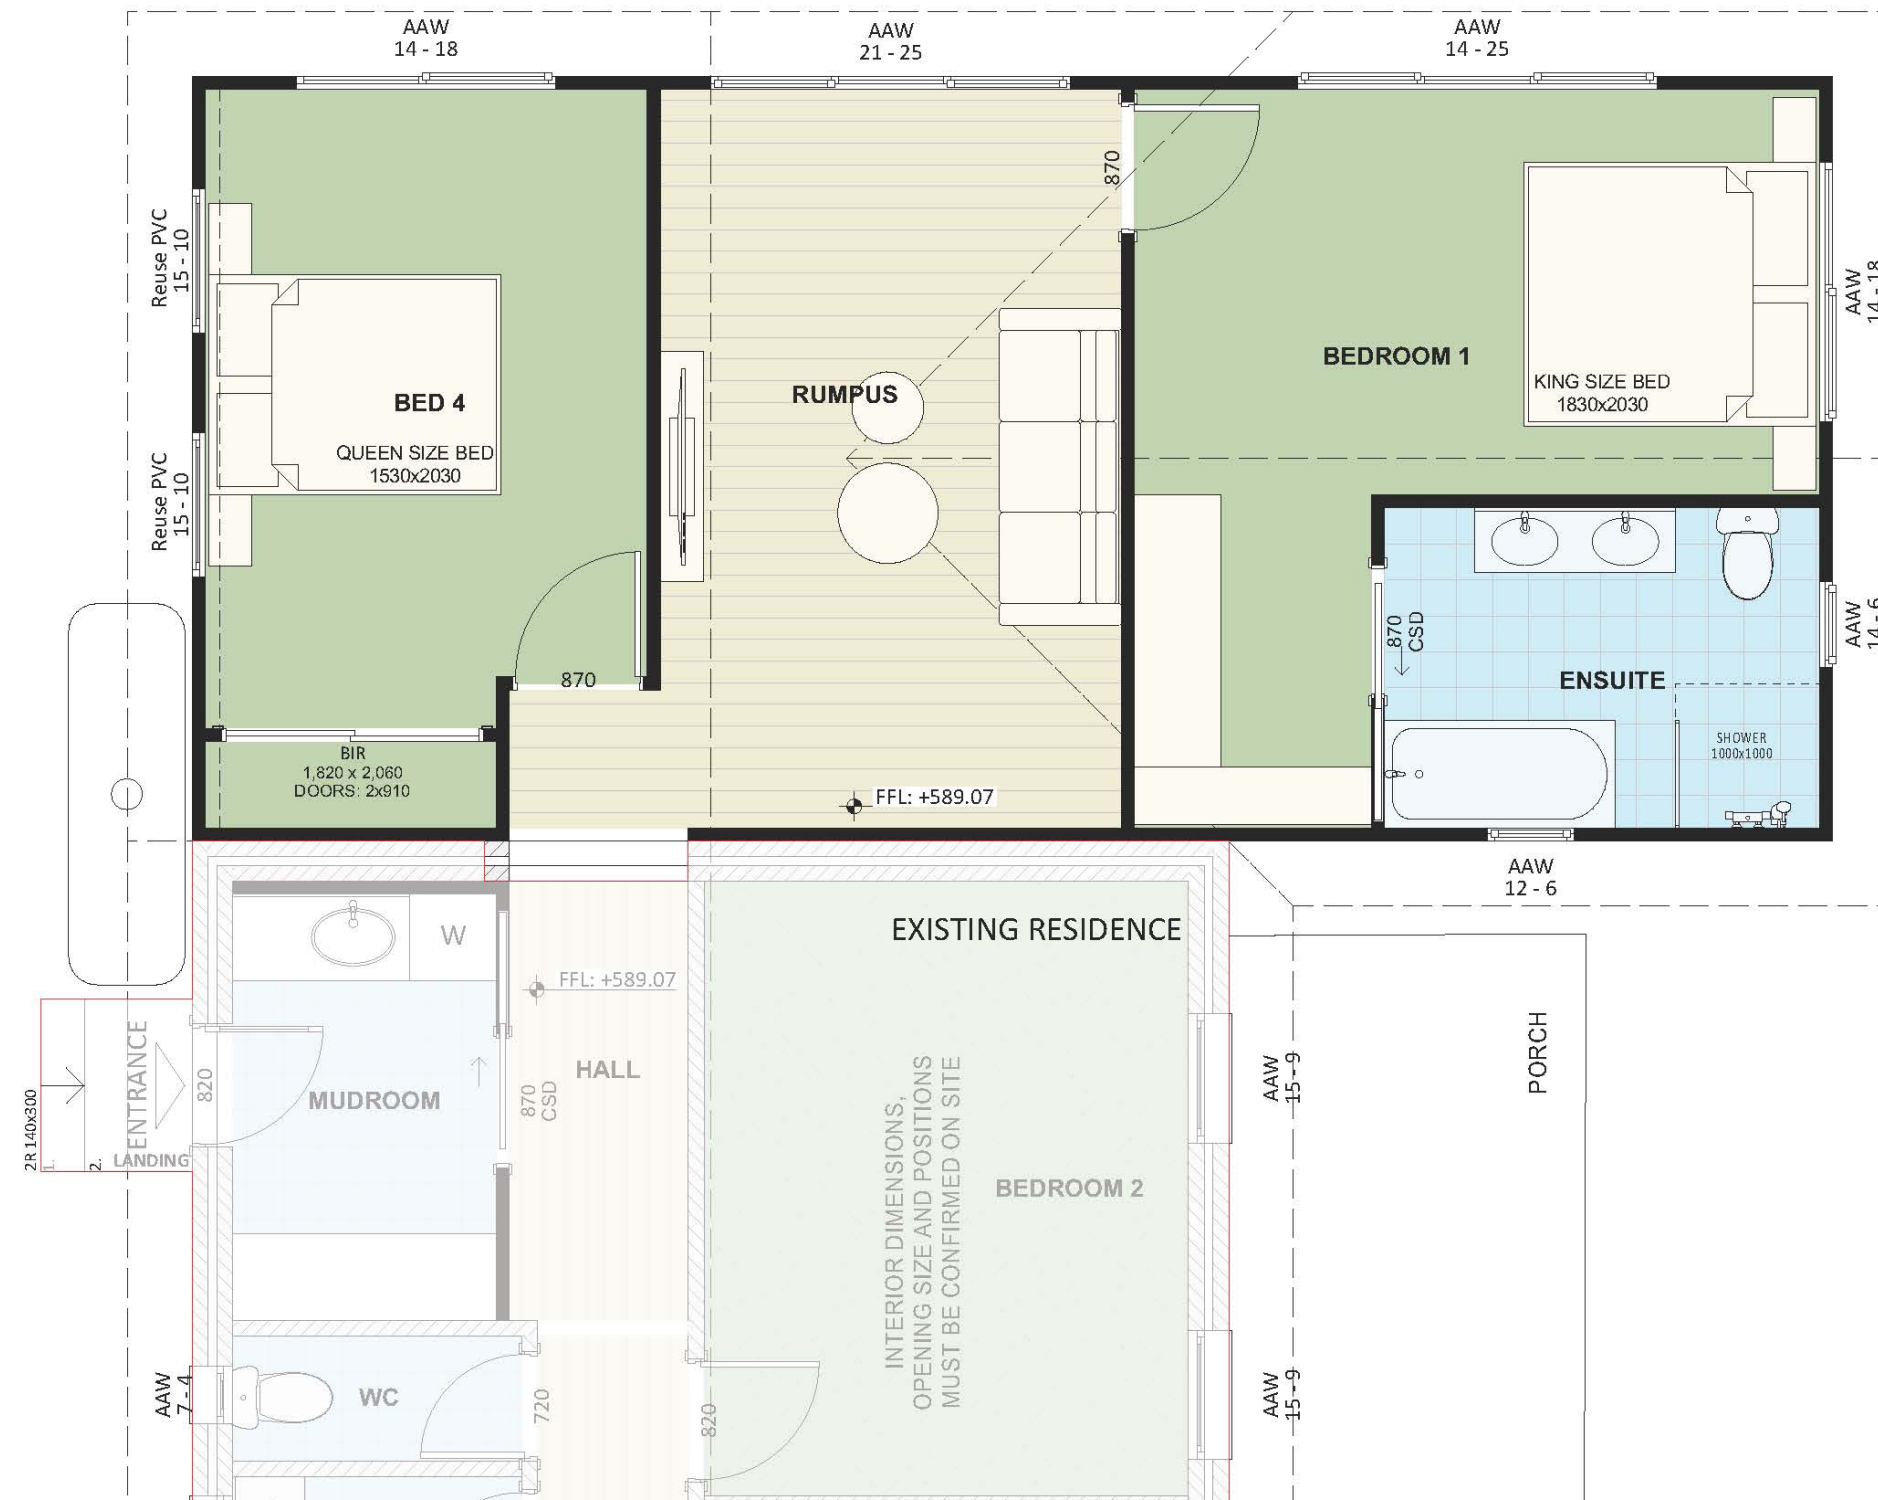 AAW
14 - 18
AAW
21 - 25
AAW
14 - 25
870
Reuse PVC
15 - 10
AAW
14 - 18
BEDROOM 1
KING SIZE BED
1830x2030
RUMPUS
BED 4
QUEEN SIZE BED
1530x2030
Reuse PVC
15 - 10
870
CSD
AAW
14 - 6
870
ENSUITE
SHOWER
1000x1000
BIR
1,820 x 2,060
DOORS: 2x910
FFL: +589.07
AAW
12 - 6
EXISTING RESIDENCE
W
FFL: +589.07
HALL
MUDROOM
870
CSD
820
ENTRANCE
2R 140x300
1.
2.
LANDING
INTERIOR DIMENSIONS,
OPENING SIZE AND POSITIONS
MUST BE CONFIRMED ON SITE
BEDROOM 2
AAW
15 - 9
PORCH
AAW
7 - 4
WC
720
820
AAW
15 - 9